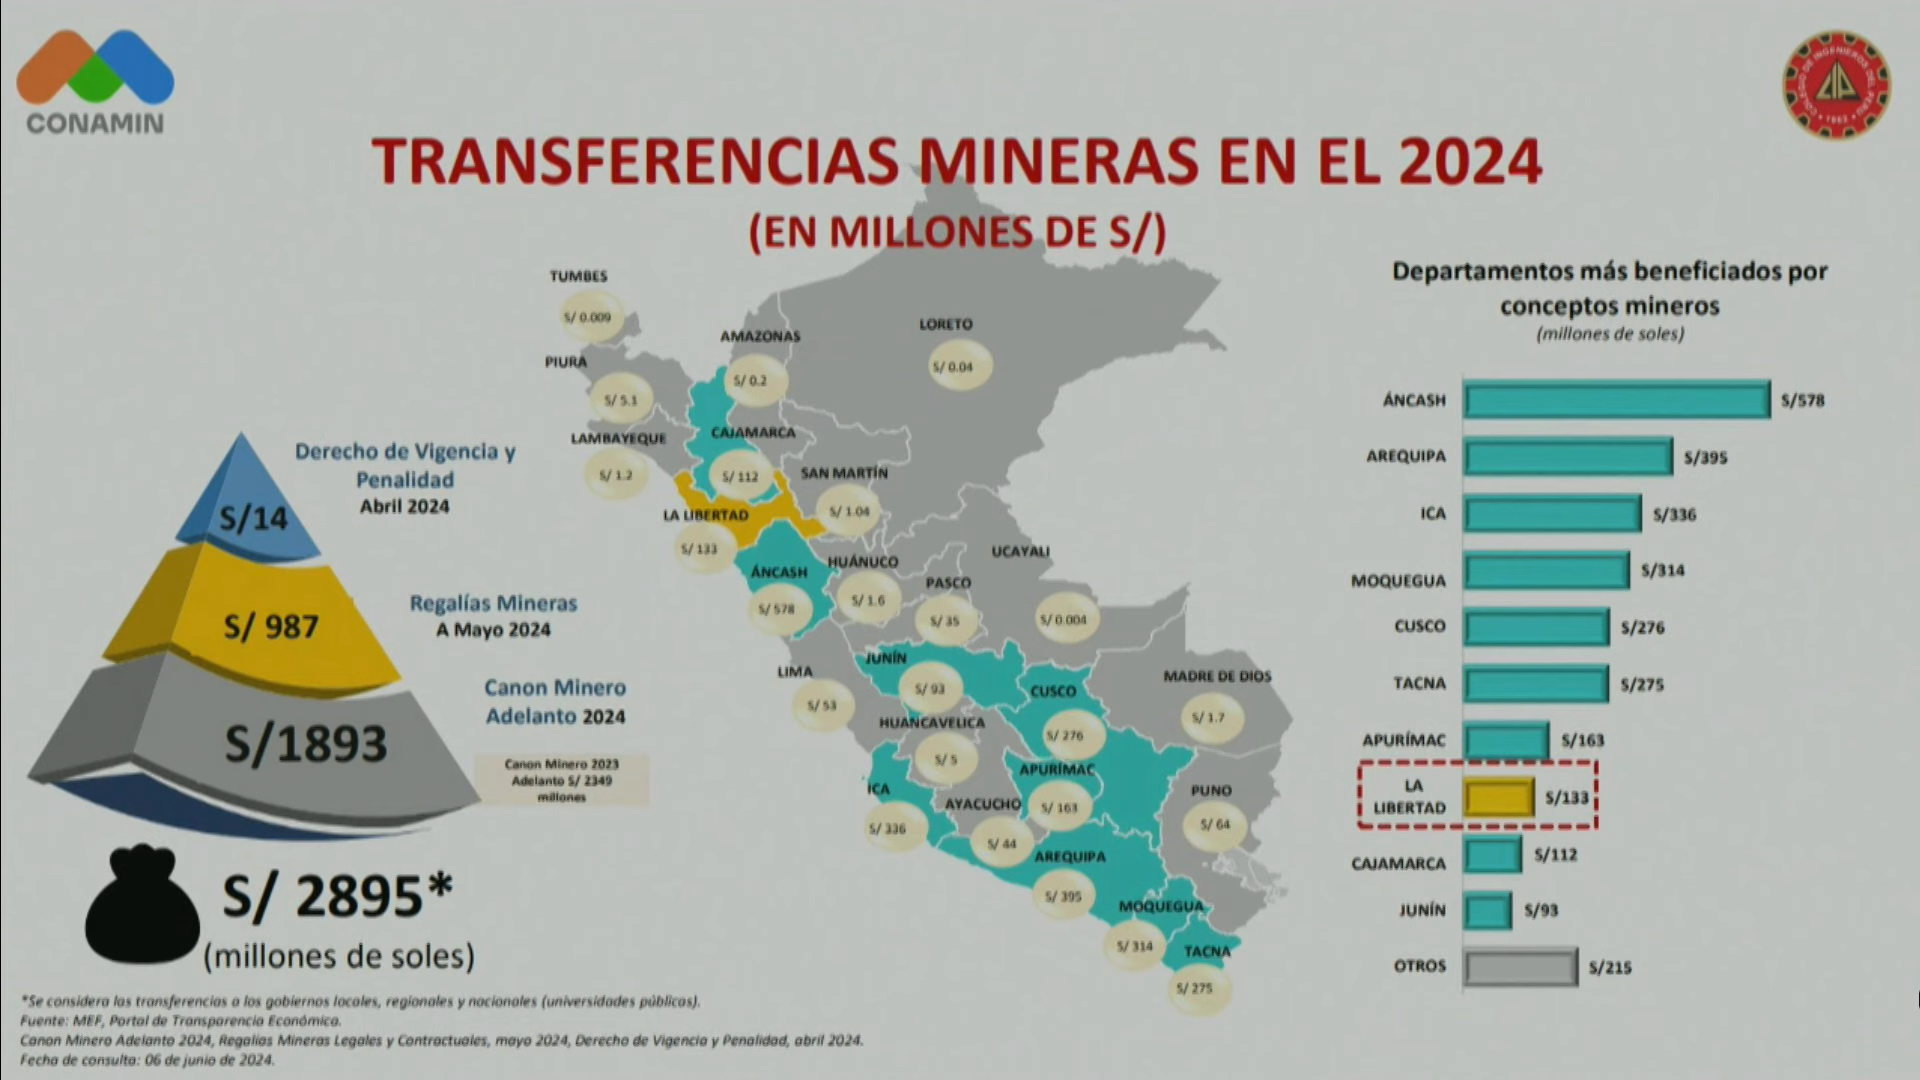 CONAMIN
COLEGIO DE INGENIEROS DEL PERU
CIP
1962
TRANSFERENCIAS MINERAS EN EL 2024
(EN MILLONES DE S/)
S/14
Derecho de Vigencia y
Penalidad
Abril 2024
S/ 987
Regalías Mineras
A Mayo 2024
S/1893
Canon Minero
Adelanto 2024
Canon Minero 2023
Adelanto S/ 2349
millones
S/ 2895*
(millones de soles)
TUMBES
S/ 0.009
PIURA
S/ 5.1
LAMBAYEQUE
S/ 1.2
AMAZONAS
S/ 0.2
LORETO
S/ 0.04
CAJAMARCA
S/ 112
SAN MARTÍN
S/ 1.04
LA LIBERTAD
S/ 133
ÁNCASH
S/ 578
HUÁNUCO
S/ 1.6
PASCO
S/ 35
UCAYALI
S/ 0.004
LIMA
S/ 53
JUNÍN
S/ 93
CUSCO
S/ 276
MADRE DE DIOS
S/ 1.7
HUANCAVELICA
S/ 5
ICA
S/ 336
AYACUCHO
S/ 44
APURÍMAC
S/ 163
PUNO
S/ 64
AREQUIPA
S/ 395
MOQUEGUA
S/ 314
TACNA
S/ 275
Departamentos más beneficiados por
conceptos mineros
(millones de soles)
ÁNCASH S/578
AREQUIPA S/395
ICA S/336
MOQUEGUA S/314
CUSCO S/276
TACNA S/275
APURÍMAC S/163
LA
LIBERTAD S/133
CAJAMARCA S/112
JUNÍN S/93
OTROS S/215
*Se considera las transferencias a los gobiernos locales, regionales y nacionales (universidades públicas).
Fuente: MEF, Portal de Transparencia Económica.
Canon Minero Adelanto 2024, Regalías Mineras Legales y Contractuales, mayo 2024, Derecho de Vigencia y Penalidad, abril 2024.
Fecha de consulta: 06 de junio de 2024.